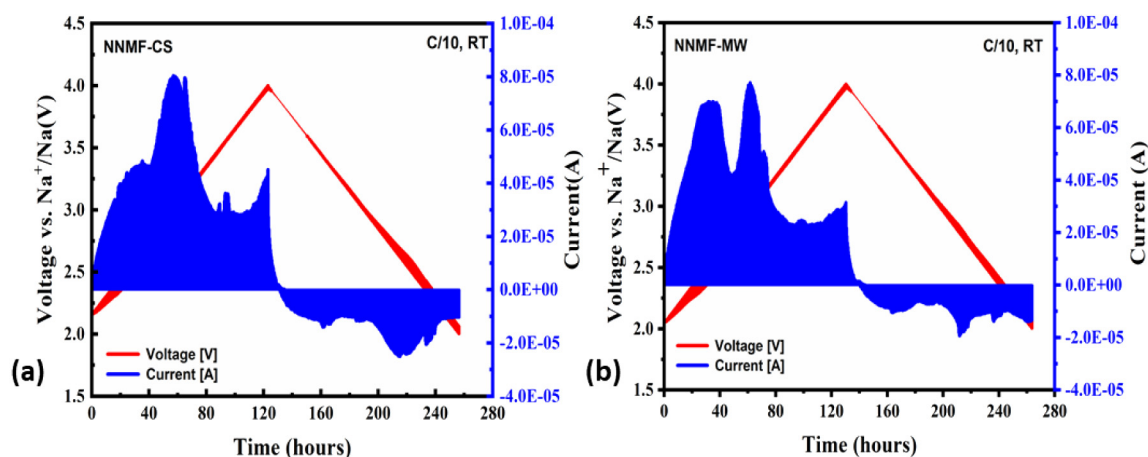 NNMF-CS
C/10, RT
4.5
4.0
3.5
3.0
2.5
2.0
1.5
Voltage vs. Na⁺/Na(V)
1.0E-04
8.0E-05
6.0E-05
4.0E-05
2.0E-05
0.0E+00
-2.0E-05
-4.0E-05
Current(A)
Voltage [V]
Current [A]
0 40 80 120 160 200 240 280
Time (hours)
(a)
NNMF-MW
C/10, RT
4.5
4.0
3.5
3.0
2.5
2.0
1.5
Voltage vs. Na⁺/Na(V)
1.0E-04
8.0E-05
6.0E-05
4.0E-05
2.0E-05
0.0E+00
-2.0E-05
-4.0E-05
Current (A)
Voltage [V]
Current [A]
0 40 80 120 160 200 240 280
Time (hours)
(b)